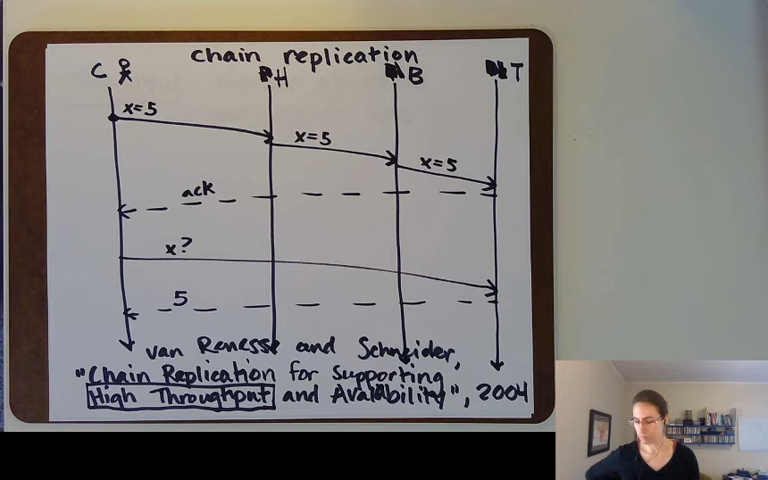 chain replication
C H B T
x=5
x=5
x=5
ack
x?
5
van Renesse and Schneider,
"Chain Replication for Supporting
High Throughput and Availability", 2004